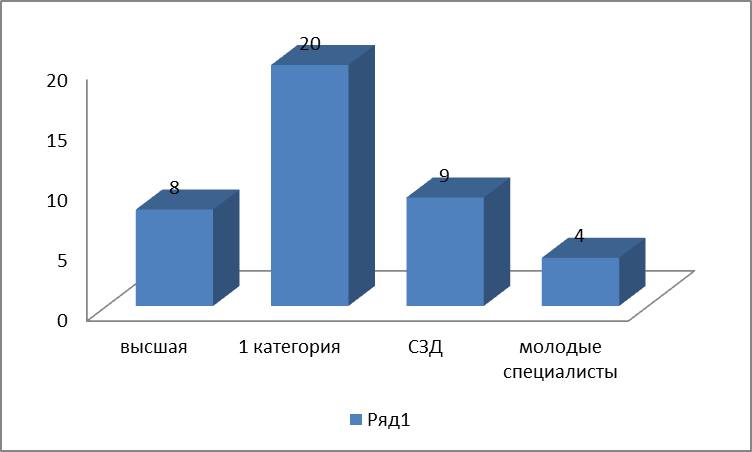 20
8
9
4
20
15
10
5
0
высшая
1 категория
СЗД
молодые
специалисты
Ряд1